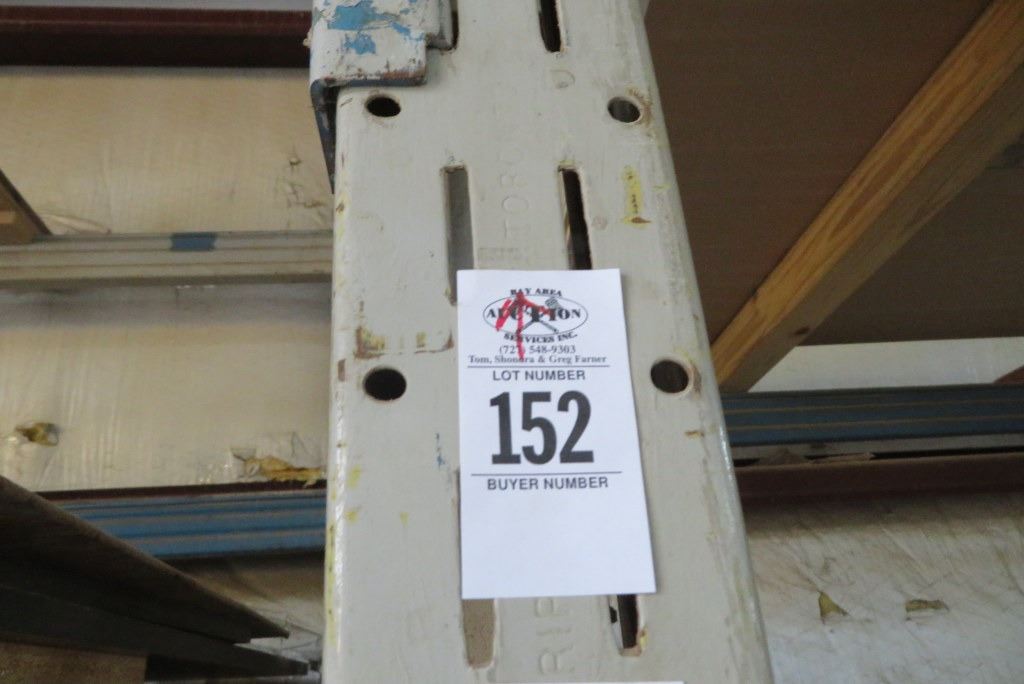 BAY AREA
AUCTION
SERVICES INC.
(727) 548-9303
Tom, Shondra & Greg Farner
LOT NUMBER
152
BUYER NUMBER